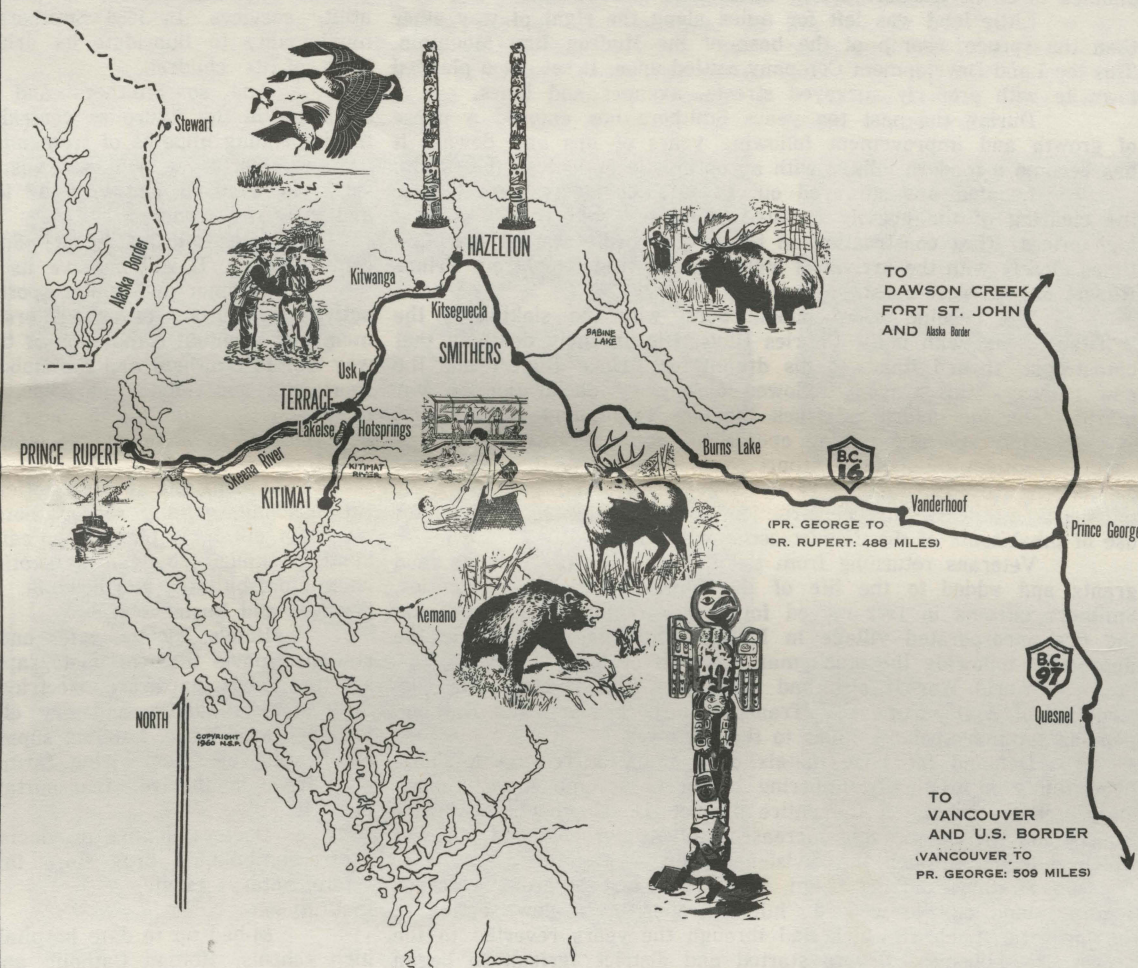 Stewart
Alaska Border
HAZELTON
Kitwanga
Kitseguecla
TO
DAWSON CREEK
FORT ST. JOHN
AND Alaska Border
BABINE
LAKE
SMITHERS
Usk
TERRACE
Lakelse
Hotsprings
PRINCE RUPERT
Skeena River
KITIMAT
RIVER
KITIMAT
Burns Lake
B.C.
16
Vanderhoof
(PR. GEORGE TO
PR. RUPERT: 488 MILES)
Prince George
Kemano
B.C.
97
Quesnel
NORTH
COPYRIGHT
1960 N.S.P.
TO
VANCOUVER
AND U.S. BORDER
(VANCOUVER TO
PR. GEORGE: 509 MILES)